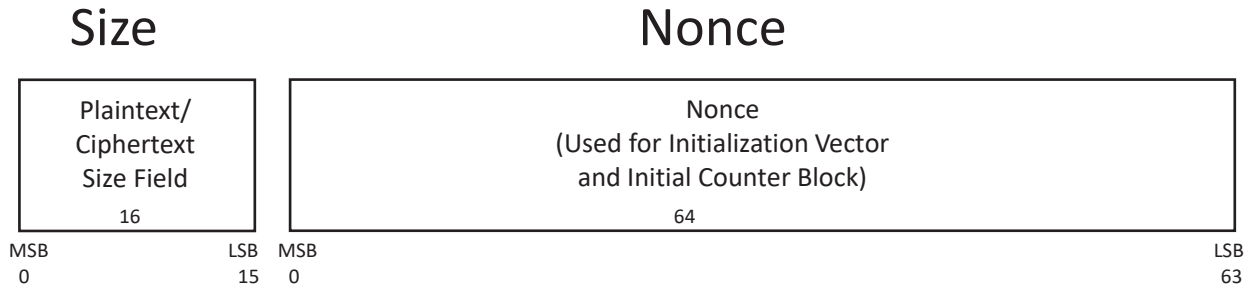 Size Nonce
Plaintext/
Ciphertext
Size Field
16
Nonce
(Used for Initialization Vector
and Initial Counter Block)
64
MSB LSB MSB LSB
0 15 0 63